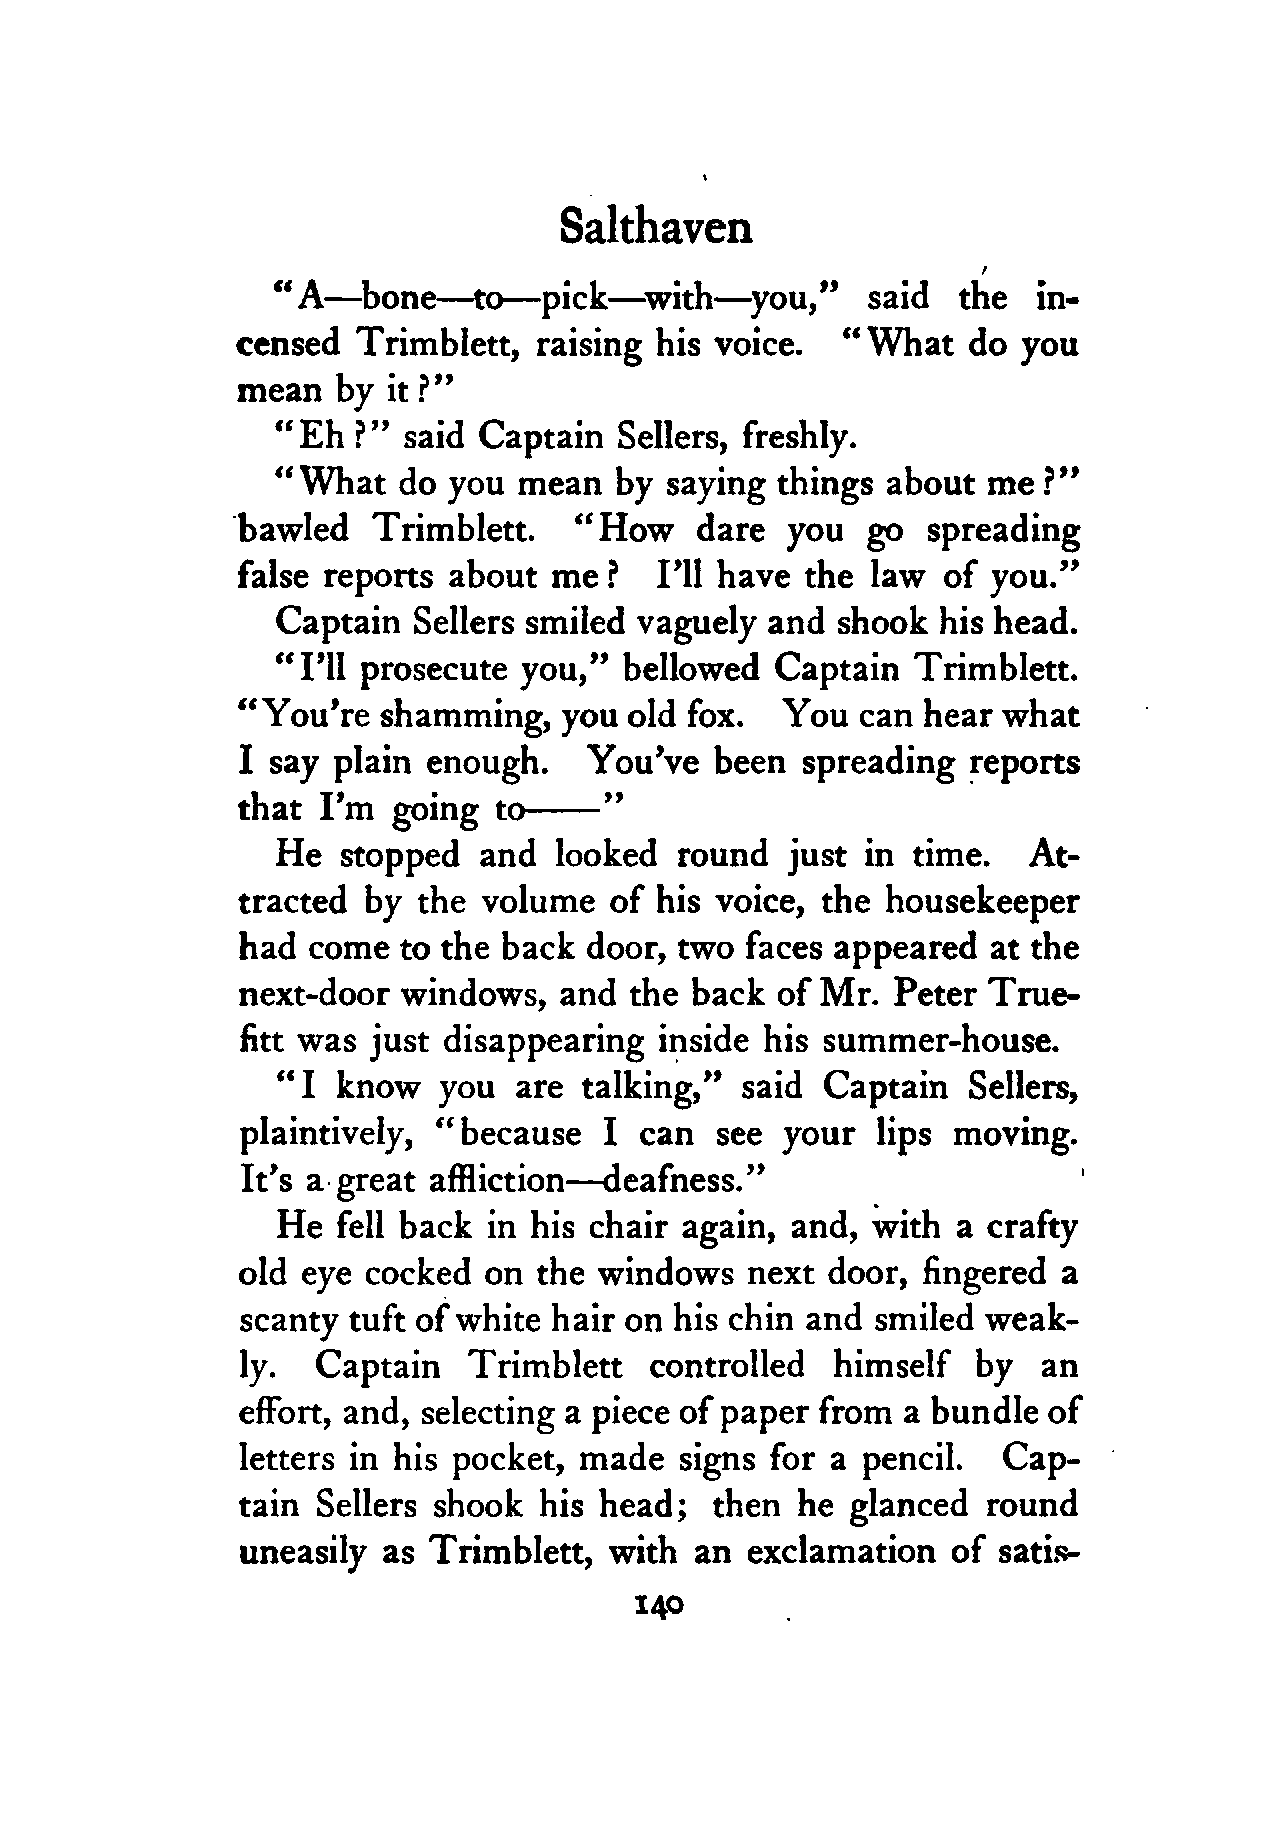 Salthaven
"A—bone—to—pick—with—you," said the in-
censed Trimblett, raising his voice. "What do you
mean by it?"
"Eh?" said Captain Sellers, freshly.
"What do you mean by saying things about me?"
bawled Trimblett. "How dare you go spreading
false reports about me? I'll have the law of you."
Captain Sellers smiled vaguely and shook his head.
"I'll prosecute you," bellowed Captain Trimblett.
"You're shamming, you old fox. You can hear what
I say plain enough. You've been spreading reports
that I'm going to——"
He stopped and looked round just in time. At-
tracted by the volume of his voice, the housekeeper
had come to the back door, two faces appeared at the
next-door windows, and the back of Mr. Peter True-
fitt was just disappearing inside his summer-house.
"I know you are talking," said Captain Sellers,
plaintively, "because I can see your lips moving.
It's a great affliction—deafness."
He fell back in his chair again, and, with a crafty
old eye cocked on the windows next door, fingered a
scanty tuft of white hair on his chin and smiled weak-
ly. Captain Trimblett controlled himself by an
effort, and, selecting a piece of paper from a bundle of
letters in his pocket, made signs for a pencil. Cap-
tain Sellers shook his head; then he glanced round
uneasily as Trimblett, with an exclamation of satis-
140